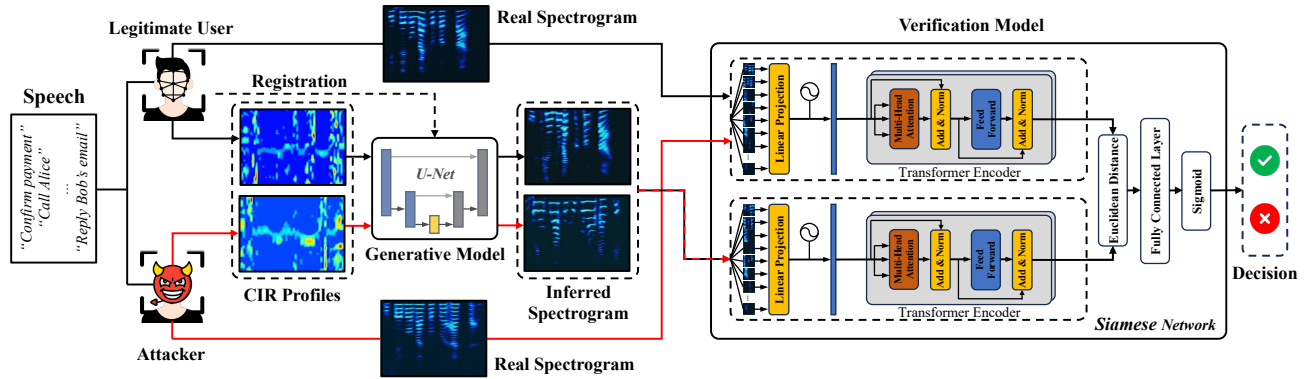 Legitimate User
Real Spectrogram
Verification Model
Registration
Speech
"Confirm payment"
"Call Alice"
...
"Reply Bob's email"
U-Net
Generative Model
CIR Profiles
Inferred
Spectrogram
Attacker
Real Spectrogram
Linear Projection
Multi-Head
Attention
Add & Norm
Feed
Forward
Add & Norm
Transformer Encoder
Linear Projection
Multi-Head
Attention
Add & Norm
Feed
Forward
Add & Norm
Transformer Encoder
Euclidean Distance
Fully Connected Layer
Sigmoid
Decision
Siamese Network